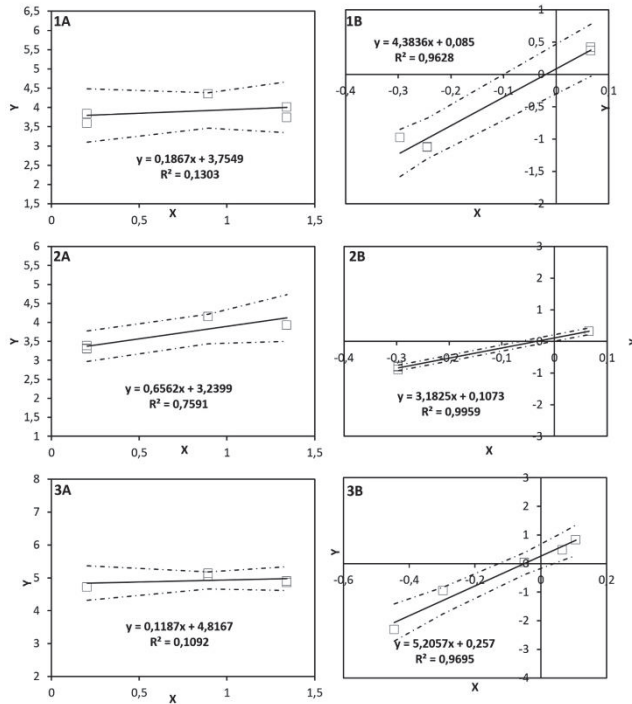 1A
6,5
6
5,5
5
4,5
4
3,5
3
2,5
2
1,5
Y
y = 0,1867x + 3,7549
R² = 0,1303
0
0,5
1
1,5
X
1B
1
0,5
0
-0,5
-1
-1,5
-2
-0,4
-0,3
-0,2
-0,1
0
0,1
y = 4,3836x + 0,085
R² = 0,9628
Y
X
2A
6
5,5
5
4,5
4
3,5
3
2,5
2
1,5
1
Y
y = 0,6562x + 3,2399
R² = 0,7591
0
0,5
1
1,5
X
2B
3
2
1
0
-1
-2
-3
-0,4
-0,3
-0,2
-0,1
0
0,1
y = 3,1825x + 0,1073
R² = 0,9959
X
3A
8
7
6
5
4
3
2
Y
y = 0,1187x + 4,8167
R² = 0,1092
0
0,5
1
1,5
X
3B
3
2
1
0
-1
-2
-3
-4
Y
-0,6
-0,4
-0,2
0
0,2
y = 5,2057x + 0,257
R² = 0,9695
X